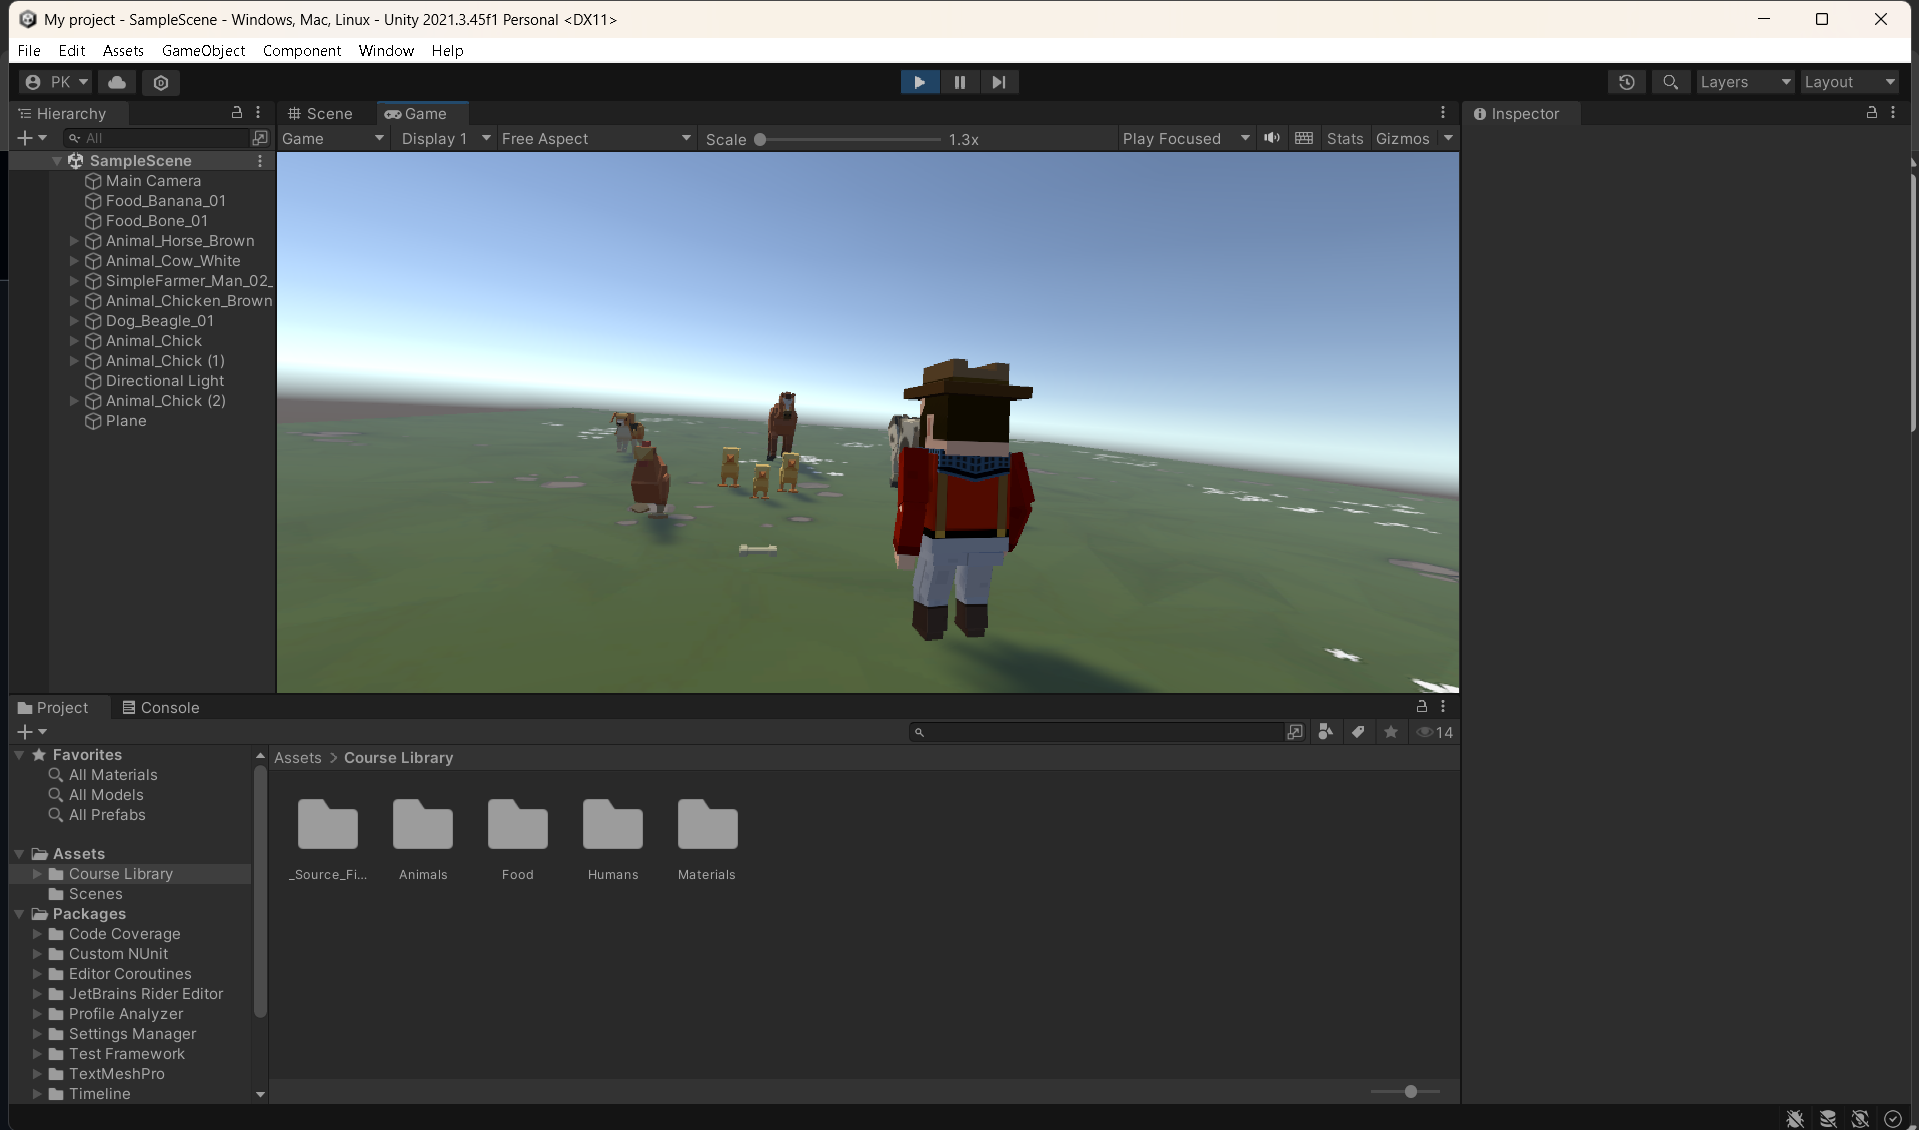 My project - SampleScene - Windows, Mac, Linux - Unity 2021.3.45f1 Personal <DX11>
File Edit Assets GameObject Component Window Help
PK Layers Layout
Hierarchy
All
SampleScene
Main Camera
Food_Banana_01
Food_Bone_01
Animal_Horse_Brown
Animal_Cow_White
SimpleFarmer_Man_02_
Animal_Chicken_Brown
Dog_Beagle_01
Animal_Chick
Animal_Chick (1)
Directional Light
Animal_Chick (2)
Plane
Scene Game
Game Display 1 Free Aspect Scale 1.3x Play Focused Stats Gizmos
Inspector
Project Console
14
Favorites
All Materials
All Models
All Prefabs
Assets
Course Library
Scenes
Packages
Code Coverage
Custom NUnit
Editor Coroutines
JetBrains Rider Editor
Profile Analyzer
Settings Manager
Test Framework
TextMeshPro
Timeline
Assets > Course Library
_Source_Fi... Animals Food Humans Materials